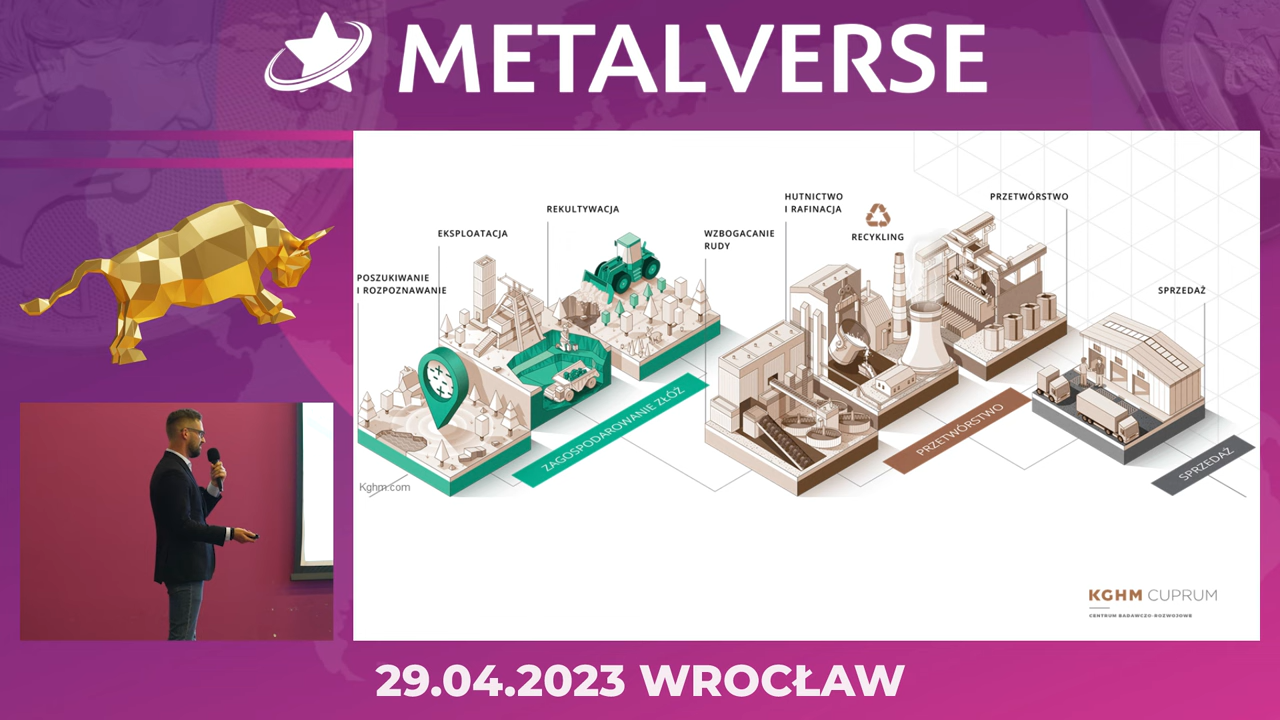 METALVERSE
POSZUKIWANIE
I ROZPOZNAWANIE
EKSPLOATACJA
REKULTYWACJA
WZBOGACANIE
RUDY
HUTNICTWO
I RAFINACJA
RECYKLING
PRZETWÓRSTWO
SPRZEDAŻ
ZAGOSPODAROWANIE ZŁÓŻ
PRZETWÓRSTWO
SPRZEDAŻ
Kghm.com
KGHM CUPRUM
CENTRUM BADAWCZO-ROZWOJOWE
29.04.2023 WROCŁAW